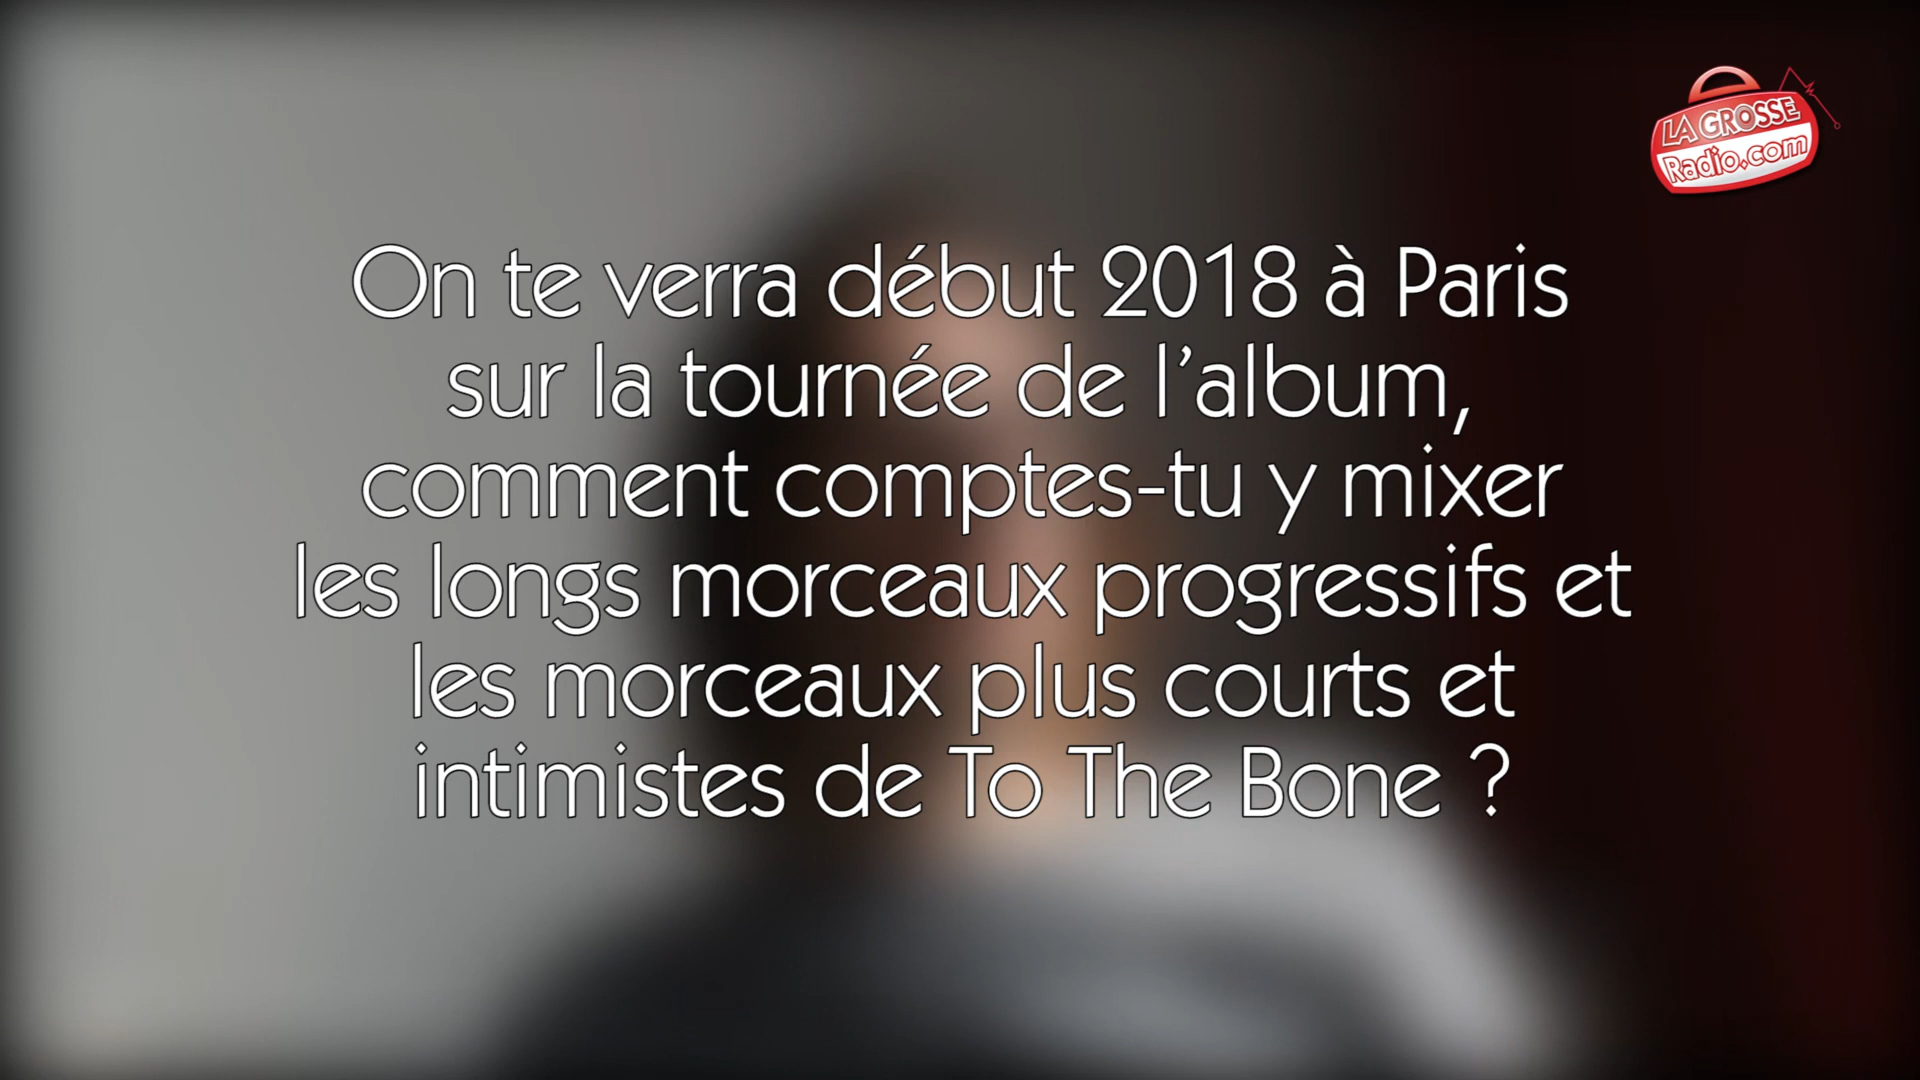 LA GROSSE
Radio.com
On te verra début 2018 à Paris
sur la tournée de l’album,
comment comptes-tu y mixer
les longs morceaux progressifs et
les morceaux plus courts et
intimistes de To The Bone ?